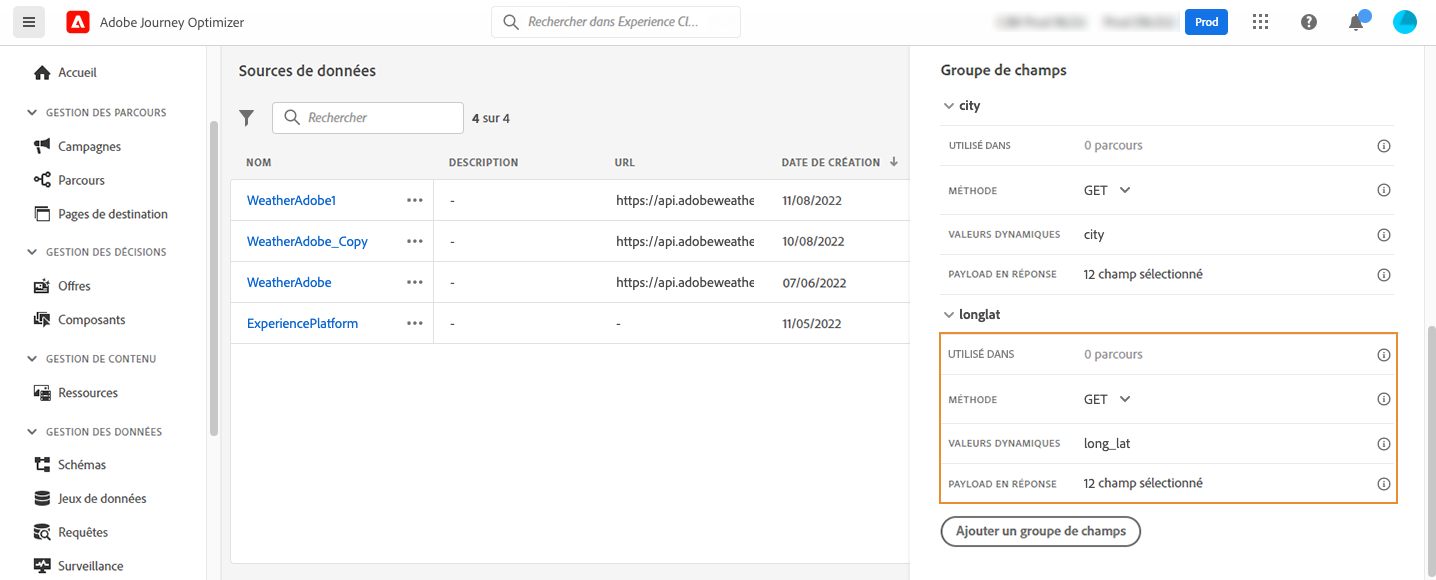 Adobe Journey Optimizer
Rechercher dans Experience Cl...
Prod
Accueil
GESTION DES PARCOURS
Campagnes
Parcours
Pages de destination
GESTION DES DÉCISIONS
Offres
Composants
GESTION DE CONTENU
Ressources
GESTION DES DONNÉES
Schémas
Jeux de données
Requêtes
Surveillance
Sources de données
Rechercher
4 sur 4
NOM DESCRIPTION URL DATE DE CRÉATION
WeatherAdobe1 - https://api.adobeweathe 11/08/2022
WeatherAdobe_Copy - https://api.adobeweathe 10/08/2022
WeatherAdobe - https://api.adobeweathe 07/06/2022
ExperiencePlatform - - 11/05/2022
Groupe de champs
city
UTILISÉ DANS 0 parcours
MÉTHODE GET
VALEURS DYNAMIQUES city
PAYLOAD EN RÉPONSE 12 champ sélectionné
longlat
UTILISÉ DANS 0 parcours
MÉTHODE GET
VALEURS DYNAMIQUES long_lat
PAYLOAD EN RÉPONSE 12 champ sélectionné
Ajouter un groupe de champs